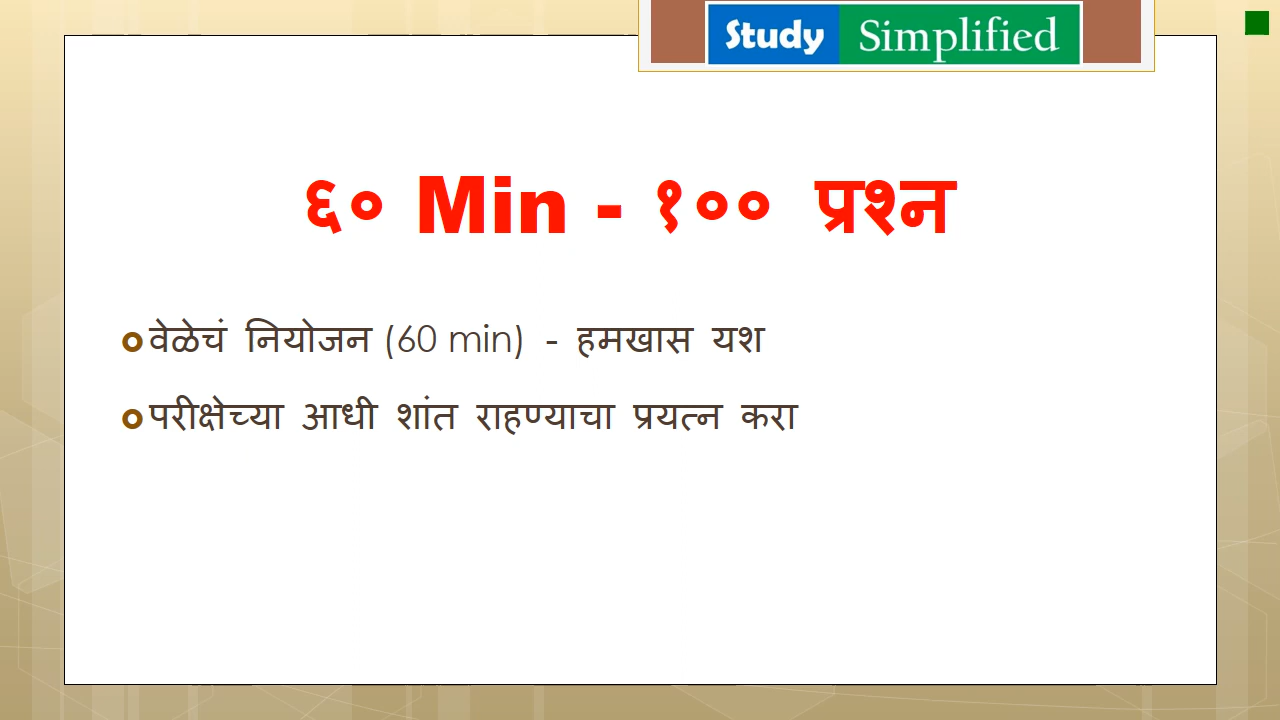 Study Simplified
६० Min - १०० प्रश्न
वेळेचं नियोजन (60 min) - हमखास यश
परीक्षेच्या आधी शांत राहण्याचा प्रयत्न करा